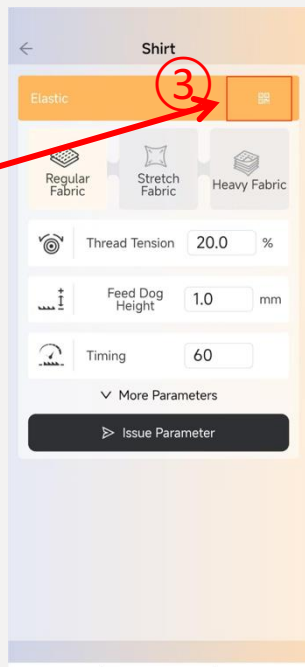 Shirt
③
Elastic
Regular
Fabric
Stretch
Fabric
Heavy Fabric
Thread Tension 20.0 %
Feed Dog
Height
1.0 mm
Timing 60
More Parameters
Issue Parameter